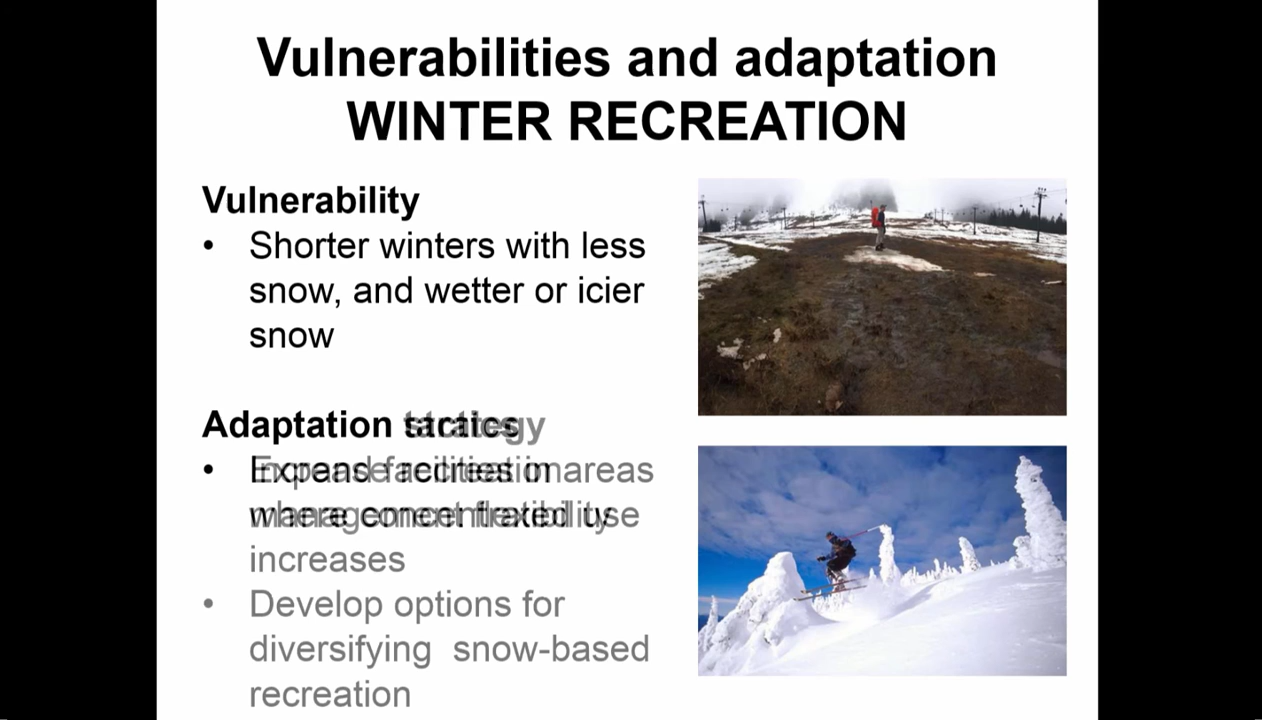 Vulnerabilities and adaptation
WINTER RECREATION
Vulnerability
• Shorter winters with less
snow, and wetter or icier
snow
Adaptation
• areas
increases
• Develop options for
diversifying snow-based
recreation